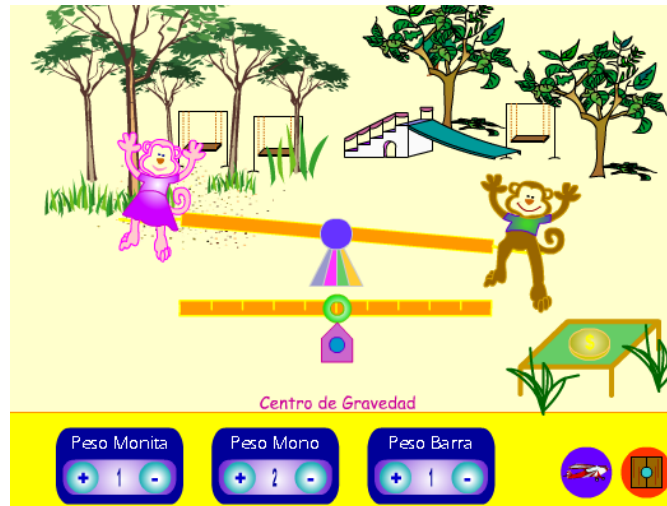 Centro de Gravedad
Peso Monita
Peso Mono
Peso Barra
+ 1 -
+ 2 -
+ 1 -